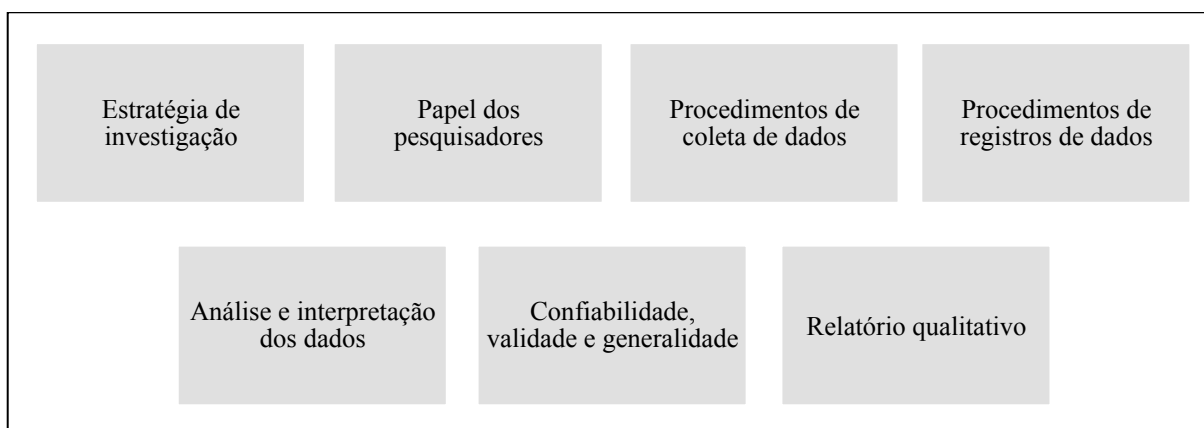 Estratégia de
investigação
Papel dos
pesquisadores
Procedimentos de
coleta de dados
Procedimentos de
registros de dados
Análise e interpretação
dos dados
Confiabilidade,
validade e generalidade
Relatório qualitativo